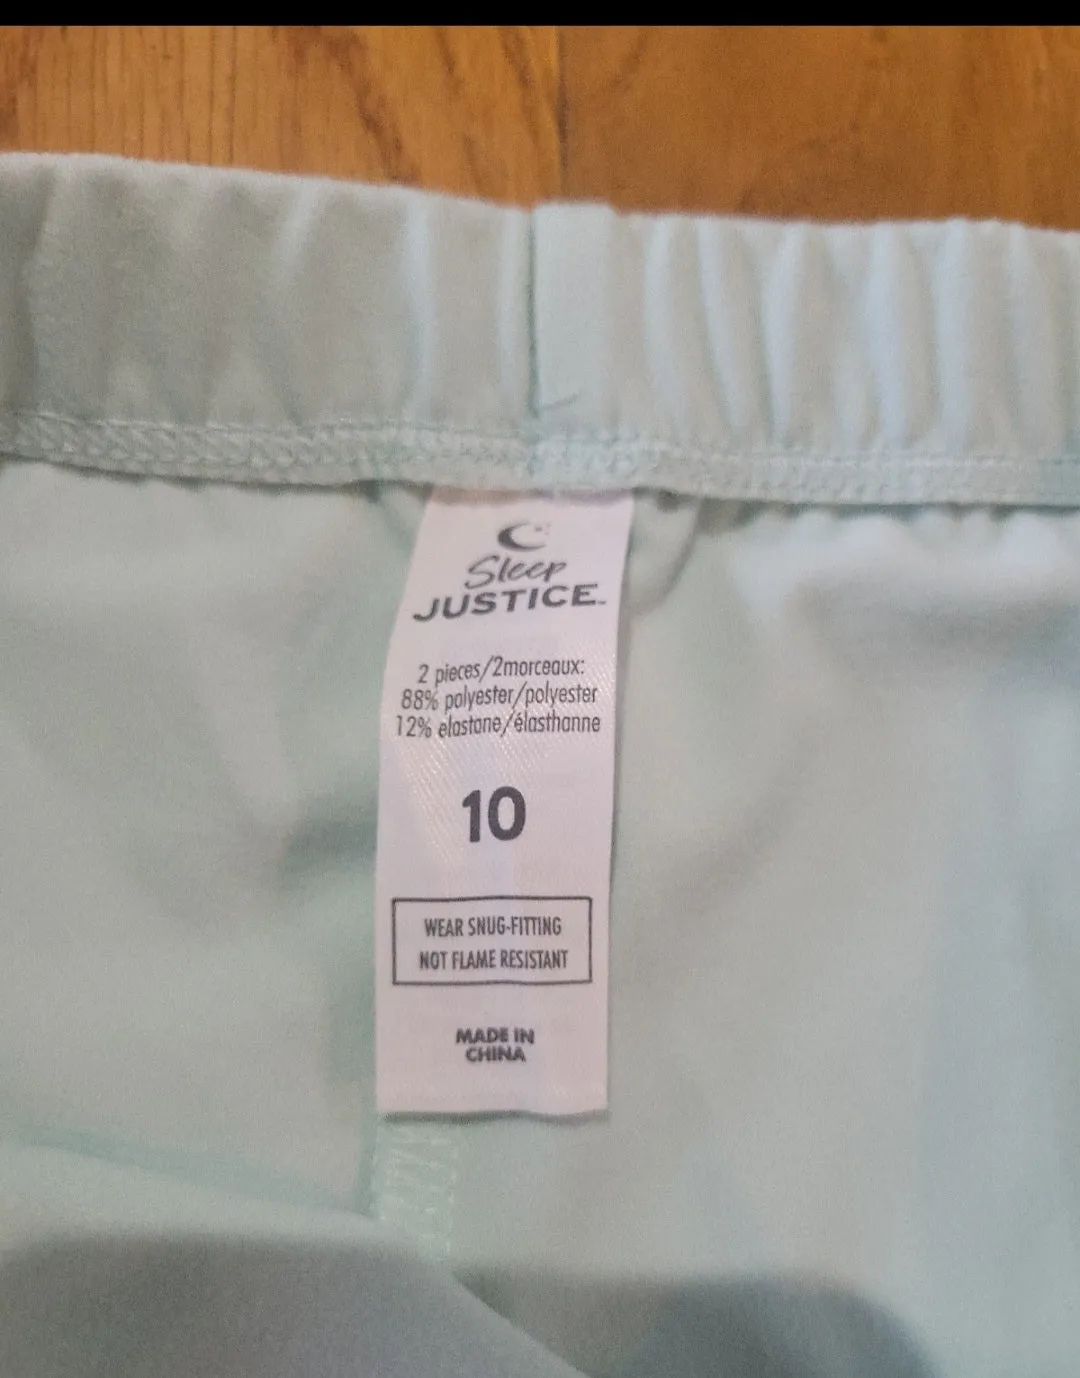 Sleep
JUSTICE™
2 pieces/2morceaux:
88% polyester/polyester
12% elastane/élasthanne
10
WEAR SNUG-FITTING
NOT FLAME RESISTANT
MADE IN
CHINA